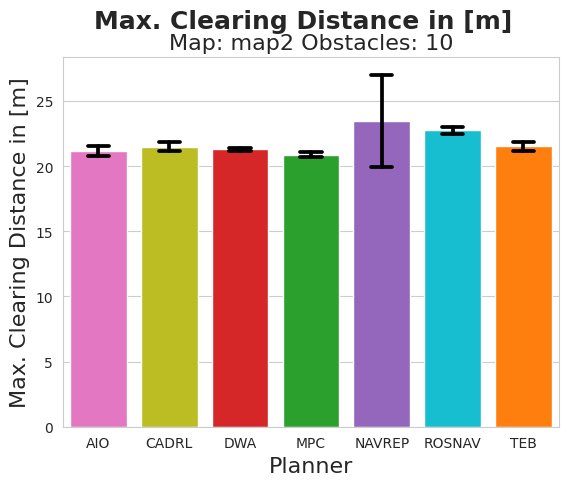 Max. Clearing Distance in [m]
Map: map2 Obstacles: 10
Max. Clearing Distance in [m]
25
20
15
10
5
0
AIO CADRL DWA MPC NAVREP ROSNAV TEB
Planner